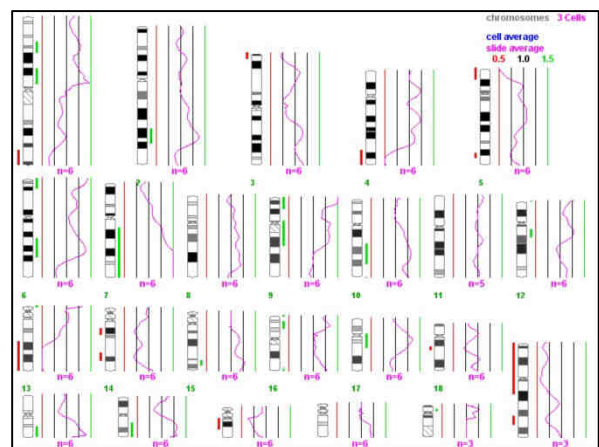 chromosomes 3 Cells
cell average
slide average
0.5 1.0 1.5
n=6 n=6 n=6 n=6 n=6
2 3 4 5
n=6 n=6 n=6 n=6 n=6 n=5 n=6
6 7 8 9 10 11 12
n=6 n=6 n=6 n=6 n=6 n=6
13 14 15 16 17 18
n=6 n=6 n=6 n=6 n=3 n=3